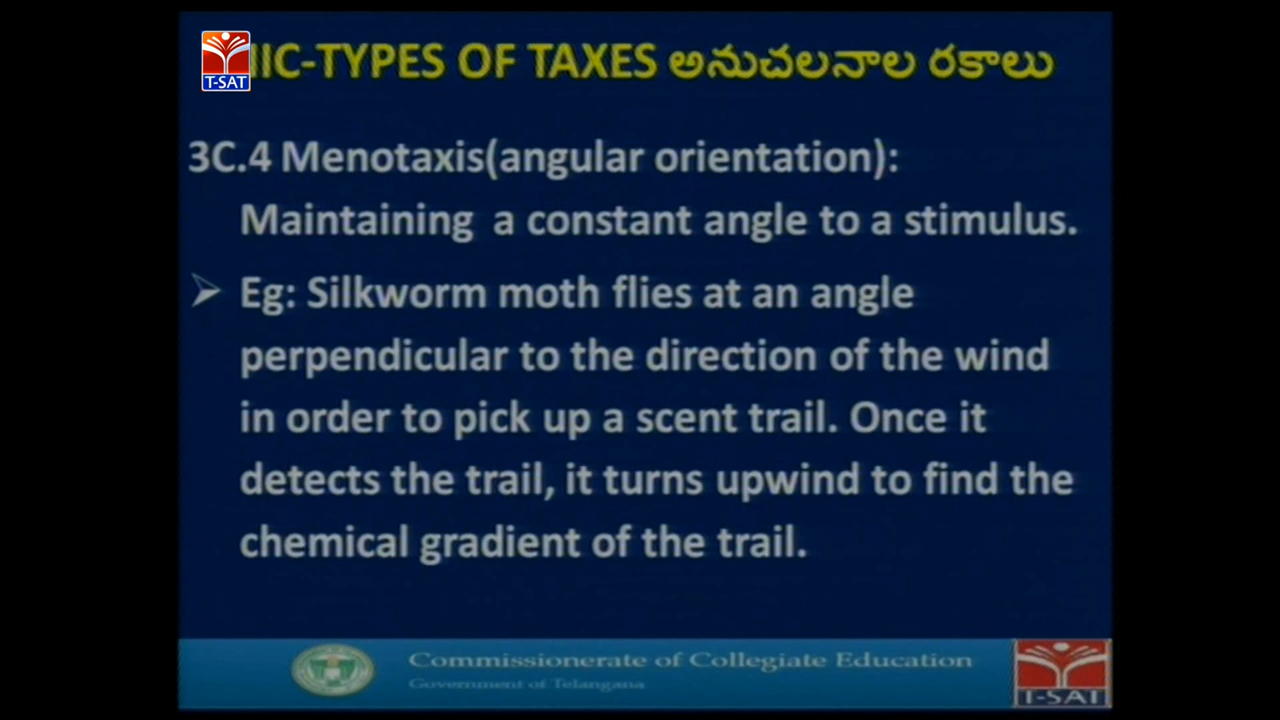 T-SAT
IIC-TYPES OF TAXES అనుచలనాల రకాలు
3C.4 Menotaxis(angular orientation):
Maintaining a constant angle to a stimulus.
Eg: Silkworm moth flies at an angle
perpendicular to the direction of the wind
in order to pick up a scent trail. Once it
detects the trail, it turns upwind to find the
chemical gradient of the trail.
Commissionerate of Collegiate Education
Government of Telangana
T-SAT